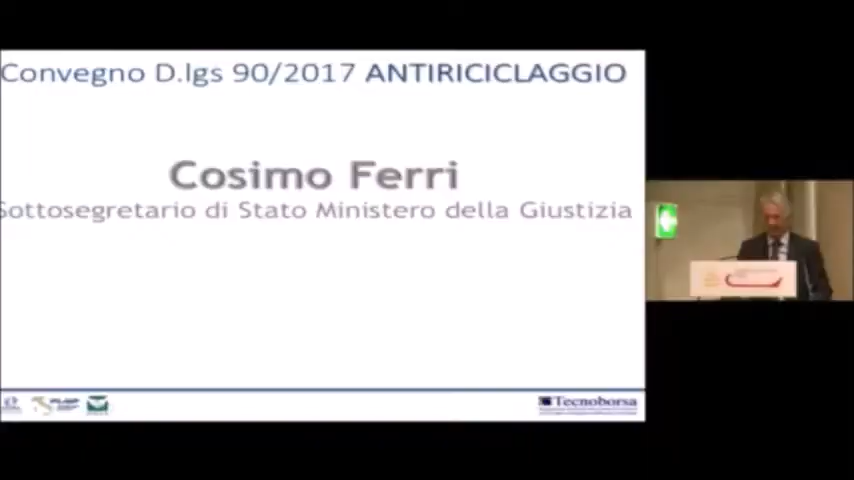 Convegno D.lgs 90/2017 ANTIRICICLAGGIO
Cosimo Ferri
Sottosegretario di Stato Ministero della Giustizia
Tecnoborsa